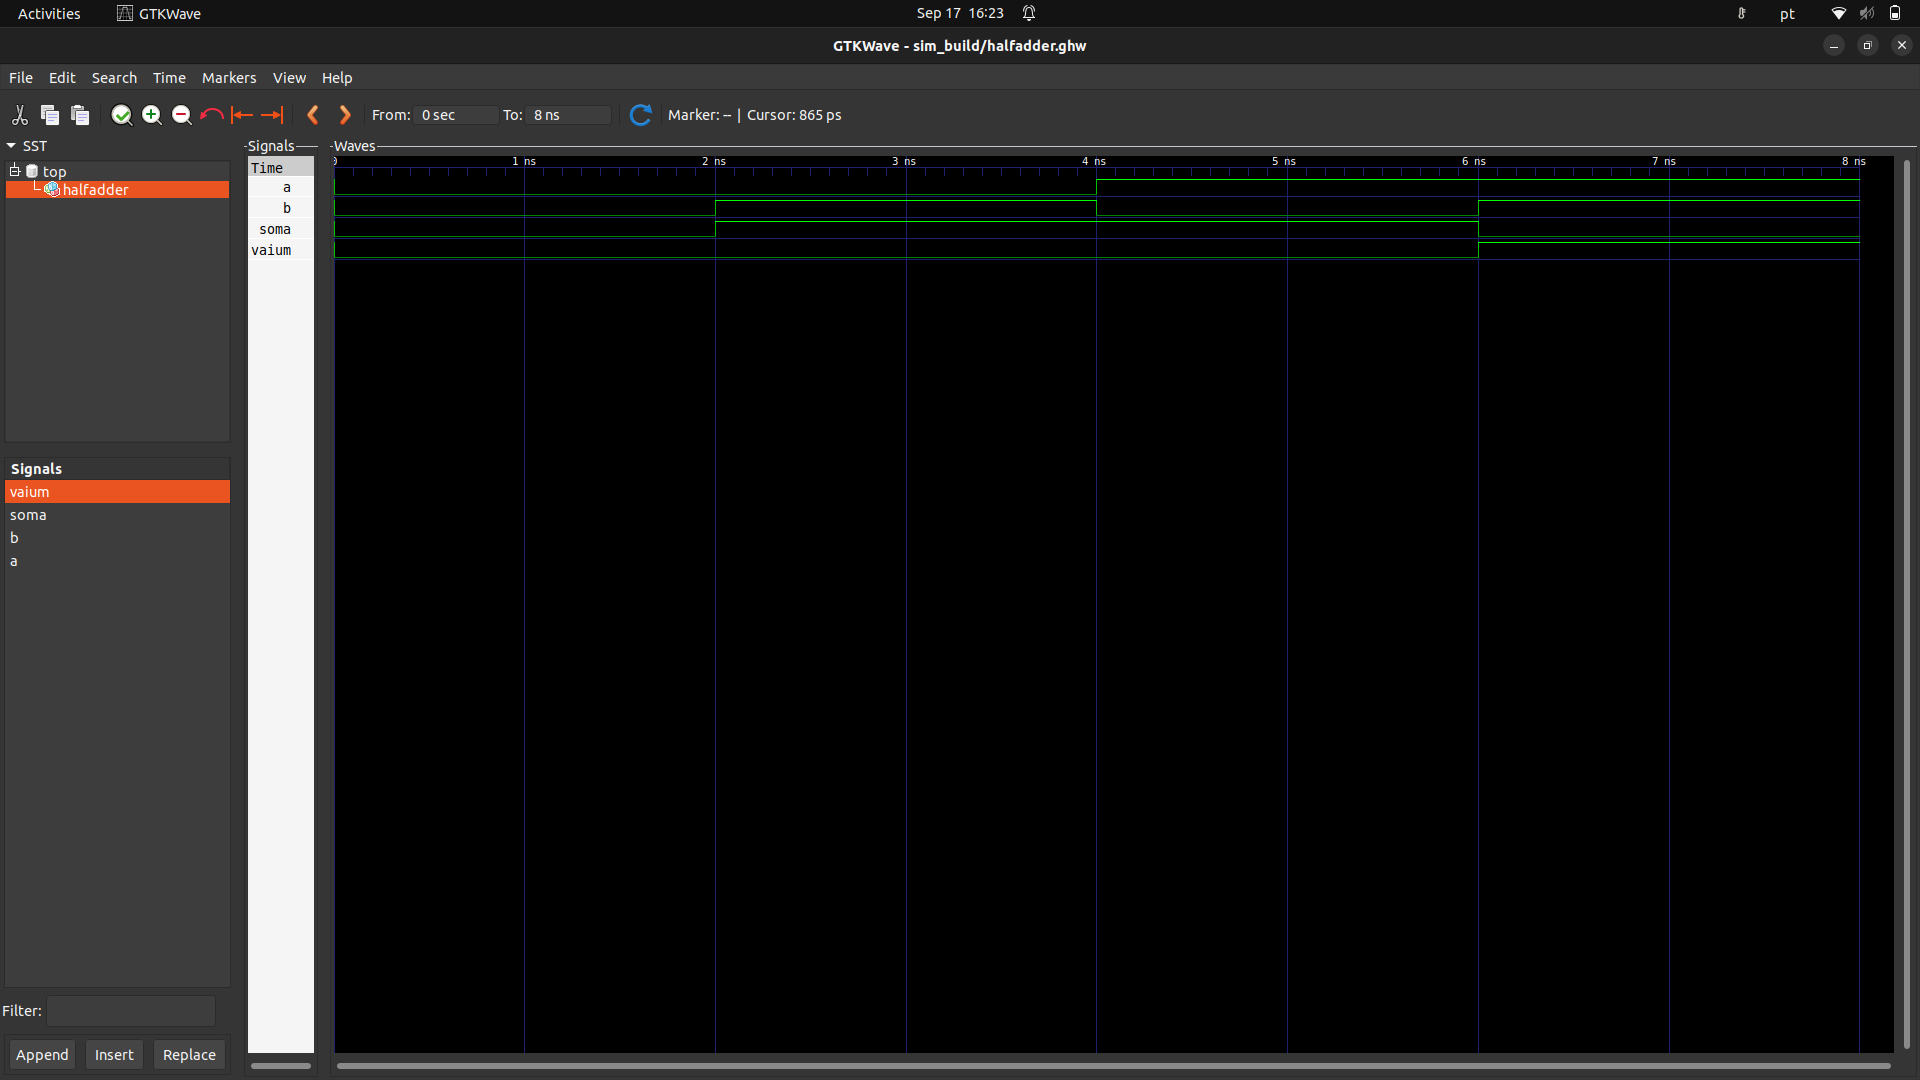 Activities GTKWave Sep 17 16:23 pt
GTKWave - sim_build/halfadder.ghw
File Edit Search Time Markers View Help
From: 0 sec To: 8 ns Marker: -- | Cursor: 865 ps
SST
top
halfadder
Signals
vaium
soma
b
a
Filter:
Append Insert Replace
Signals
Time
a
b
soma
vaium
Waves
0 1 ns 2 ns 3 ns 4 ns 5 ns 6 ns 7 ns 8 ns